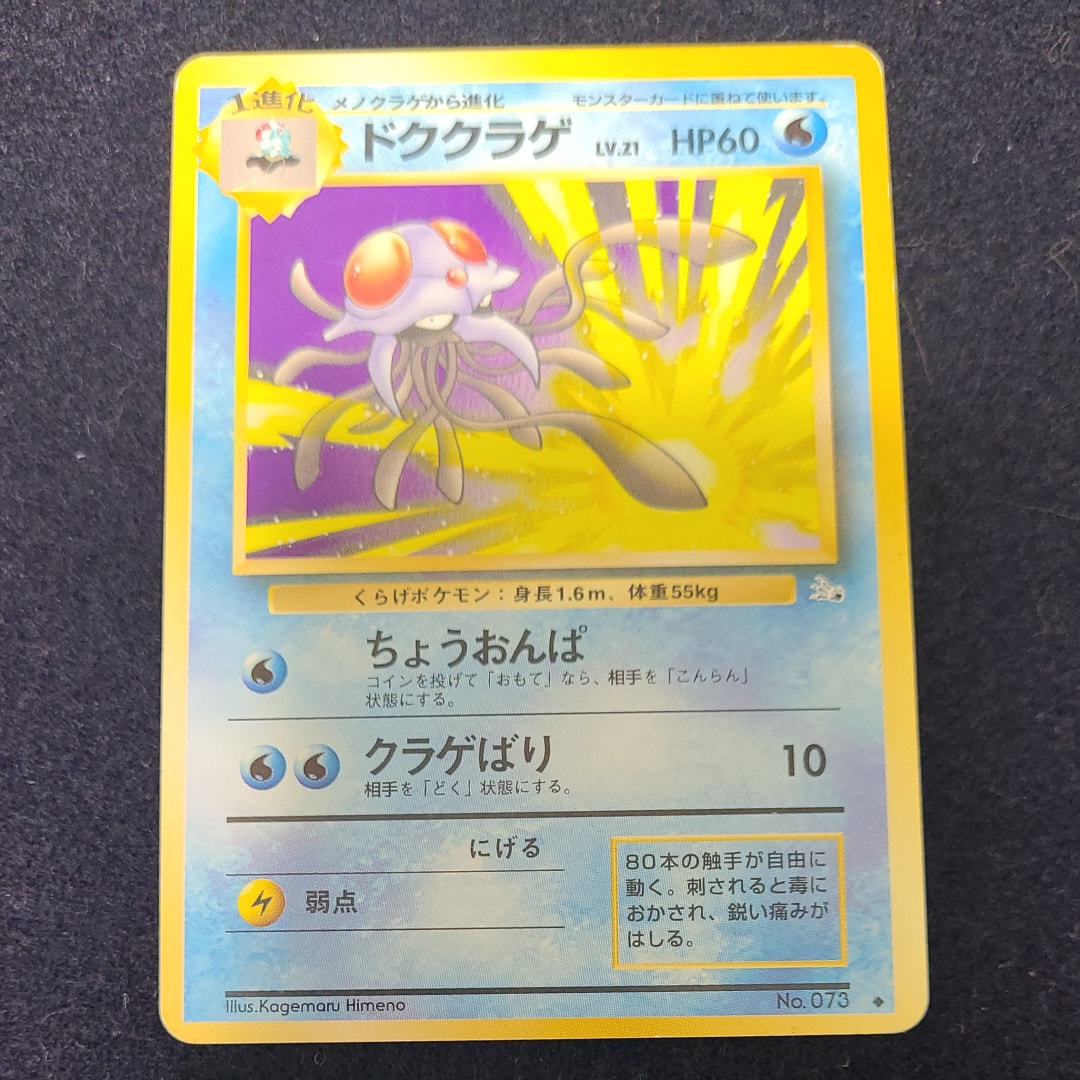 1進化 メノクラゲから進化 モンスターカードに重ねて使います。
ドククラゲ LV.21 HP60
くらげポケモン：身長1.6m、体重55kg
ちょうおんぱ
コインを投げて「おもて」なら、相手を「こんらん」
状態にする。
クラゲばり 10
相手を「どく」状態にする。
にげる
弱点
80本の触手が自由に
動く。刺されると毒に
おかされ、鋭い痛みが
はしる。
Illus.Kagemaru Himeno No.073